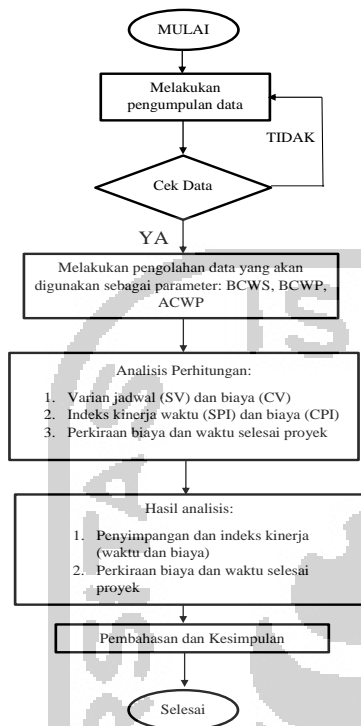 MULAI
Melakukan
pengumpulan data
TIDAK
Cek Data
YA
Melakukan pengolahan data yang akan
digunakan sebagai parameter: BCWS, BCWP,
ACWP
Analisis Perhitungan:
1. Varian jadwal (SV) dan biaya (CV)
2. Indeks kinerja waktu (SPI) dan biaya (CPI)
3. Perkiraan biaya dan waktu selesai proyek
Hasil analisis:
1. Penyimpangan dan indeks kinerja
(waktu dan biaya)
2. Perkiraan biaya dan waktu selesai
proyek
Pembahasan dan Kesimpulan
Selesai